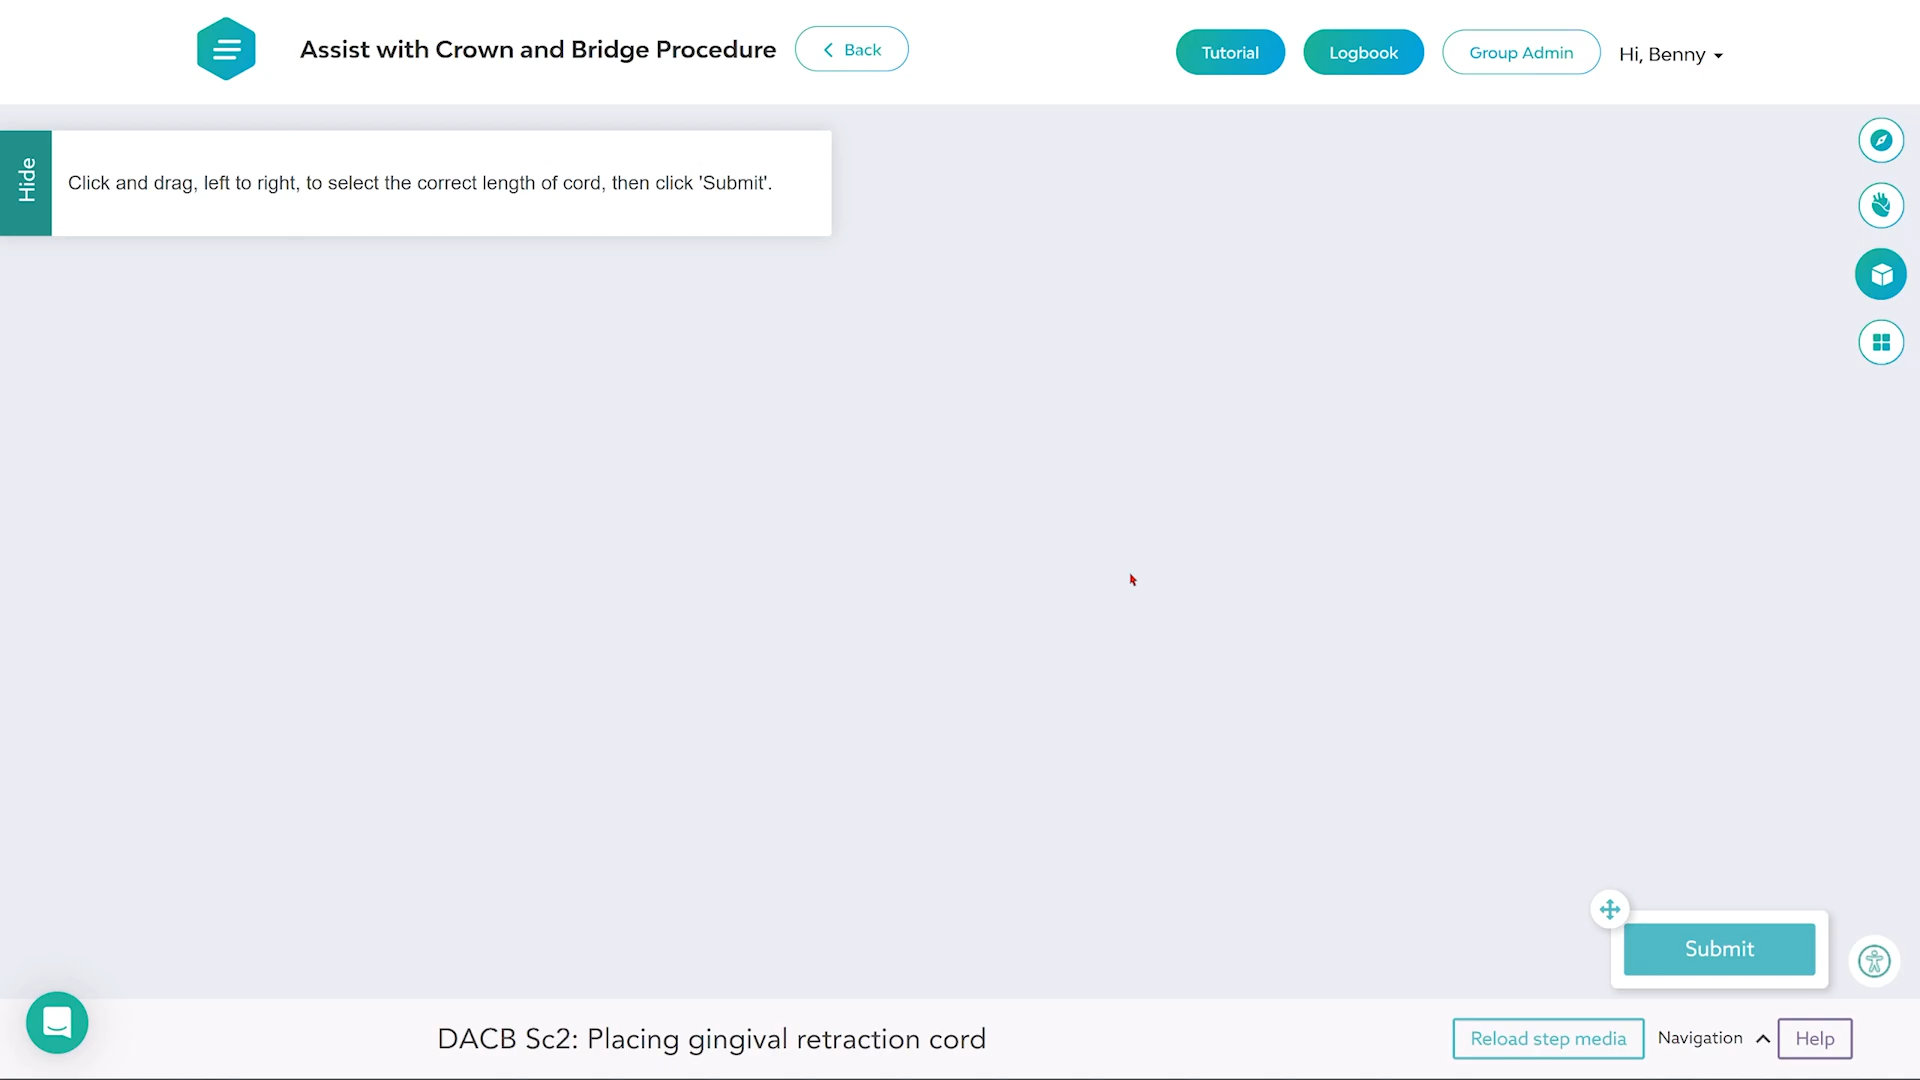 Assist with Crown and Bridge Procedure
Back
Tutorial
Logbook
Group Admin
Hi, Benny
Hide
Click and drag, left to right, to select the correct length of cord, then click 'Submit'.
Submit
DACB Sc2: Placing gingival retraction cord
Reload step media
Navigation
Help